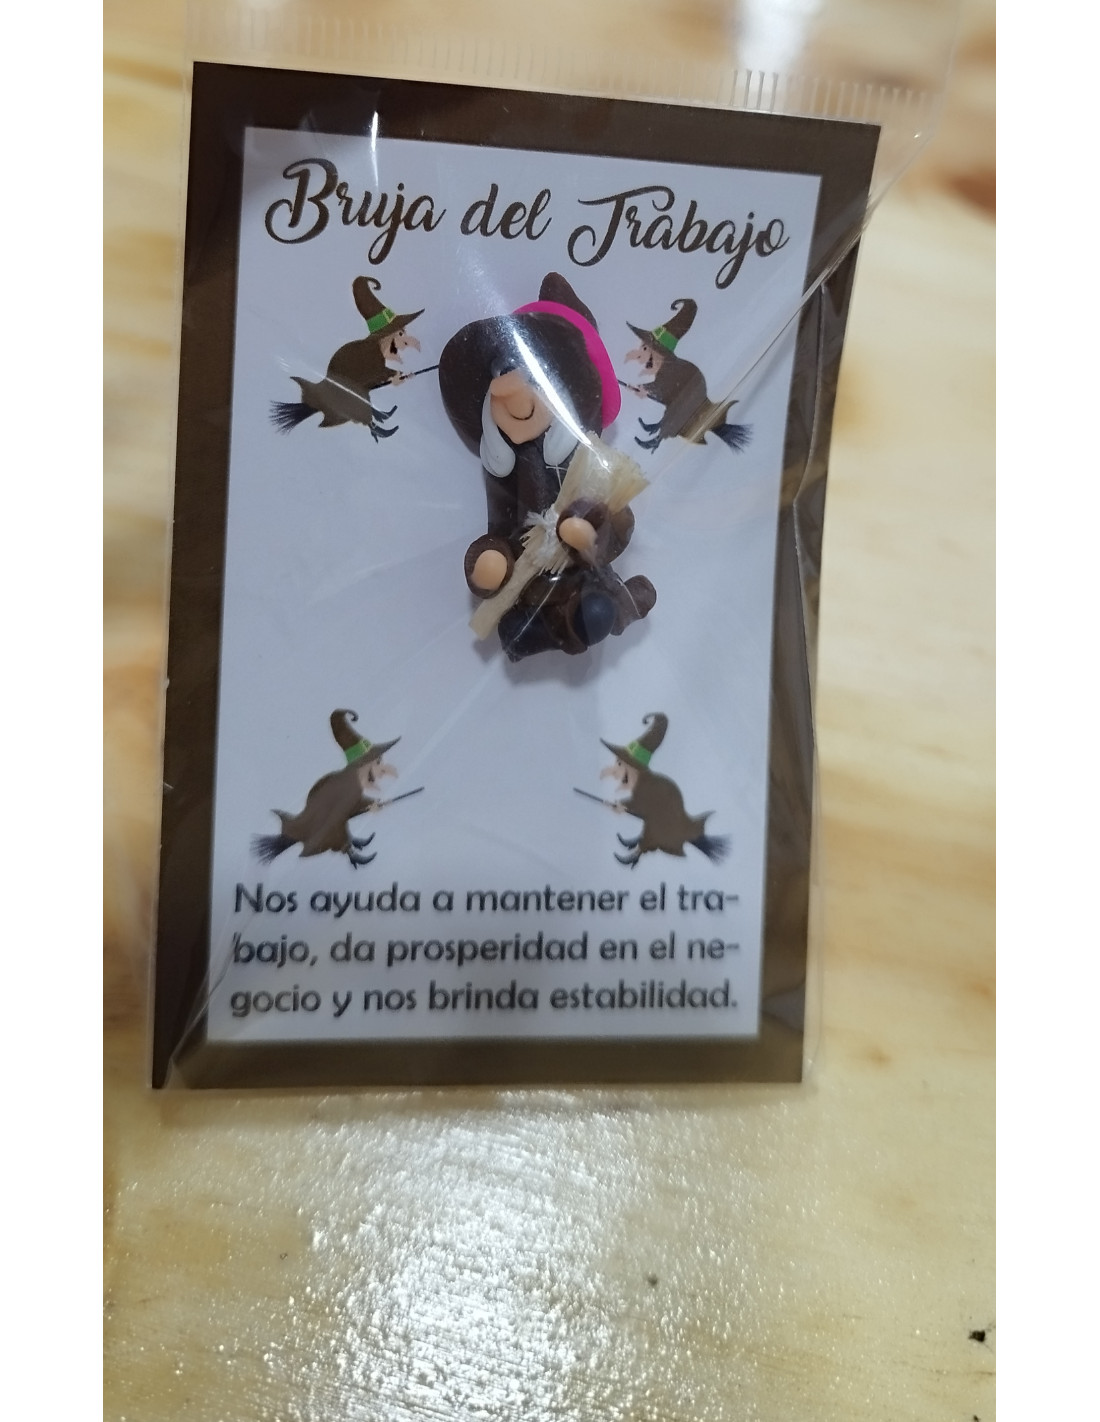 Bruja del Trabajo
Nos ayuda a mantener el tra-
bajo, da prosperidad en el ne-
gocio y nos brinda estabilidad.